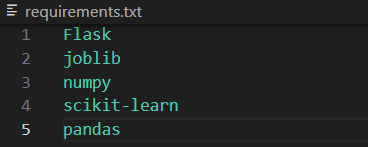 requirements.txt
1 Flask
2 joblib
3 numpy
4 scikit-learn
5 pandas